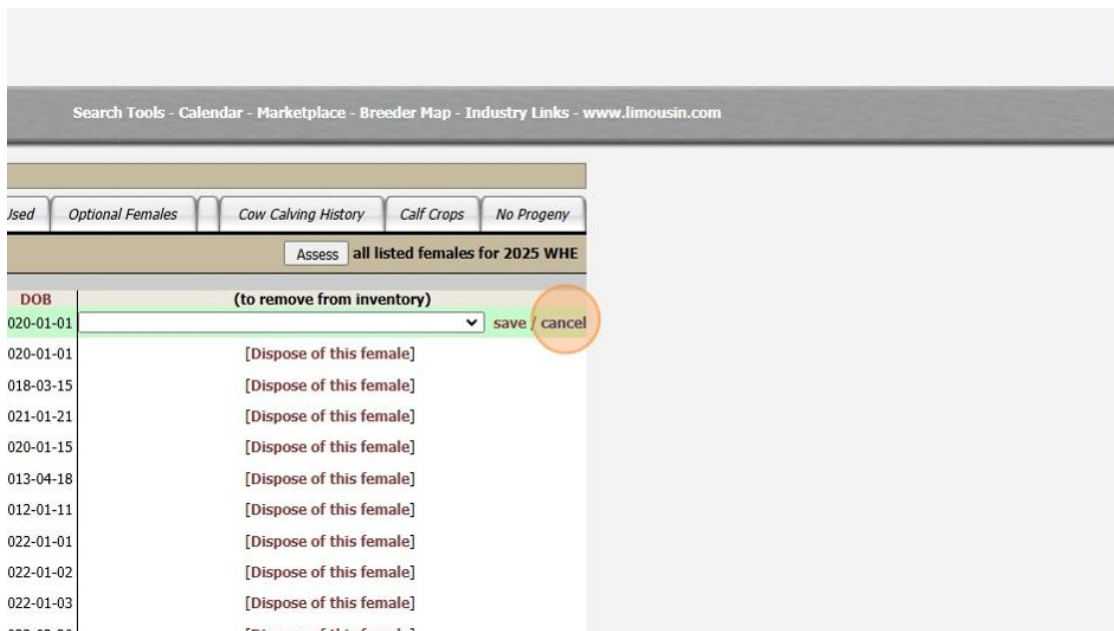 Search Tools - Calendar - Marketplace - Breeder Map - Industry Links - www.limousin.com
Optional Females Cow Calving History Calf Crops No Progeny
Assess all listed females for 2025 WHE
DOB (to remove from inventory)
020-01-01 save / cancel
020-01-01 [Dispose of this female]
018-03-15 [Dispose of this female]
021-01-21 [Dispose of this female]
020-01-15 [Dispose of this female]
013-04-18 [Dispose of this female]
012-01-11 [Dispose of this female]
022-01-01 [Dispose of this female]
022-01-02 [Dispose of this female]
022-01-03 [Dispose of this female]